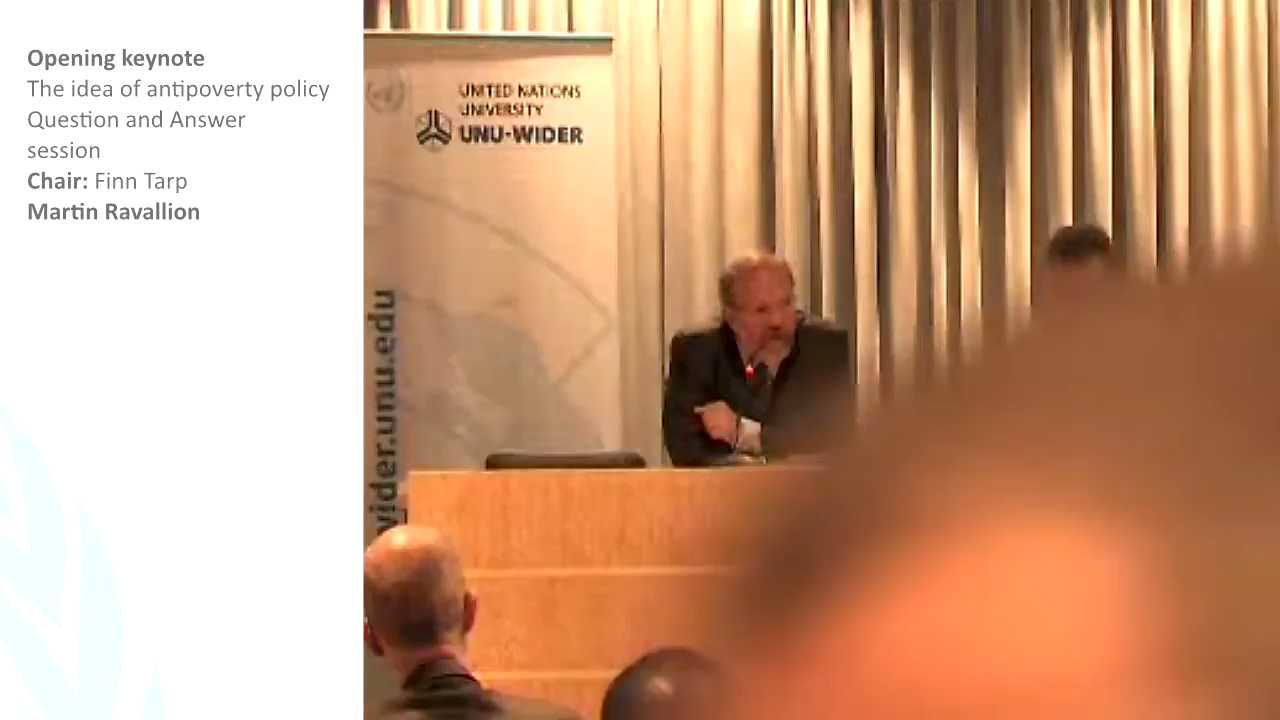 Opening keynote
The idea of antipoverty policy
Question and Answer
session
Chair: Finn Tarp
Martin Ravallion
UNITED NATIONS
UNIVERSITY
UNU-WIDER
wider.unu.edu